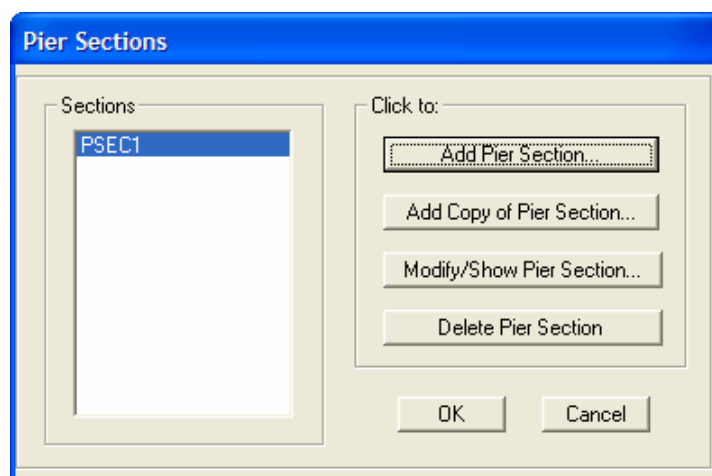 Pier Sections
Sections
PSEC1
Click to:
Add Pier Section...
Add Copy of Pier Section...
Modify/Show Pier Section...
Delete Pier Section
OK
Cancel